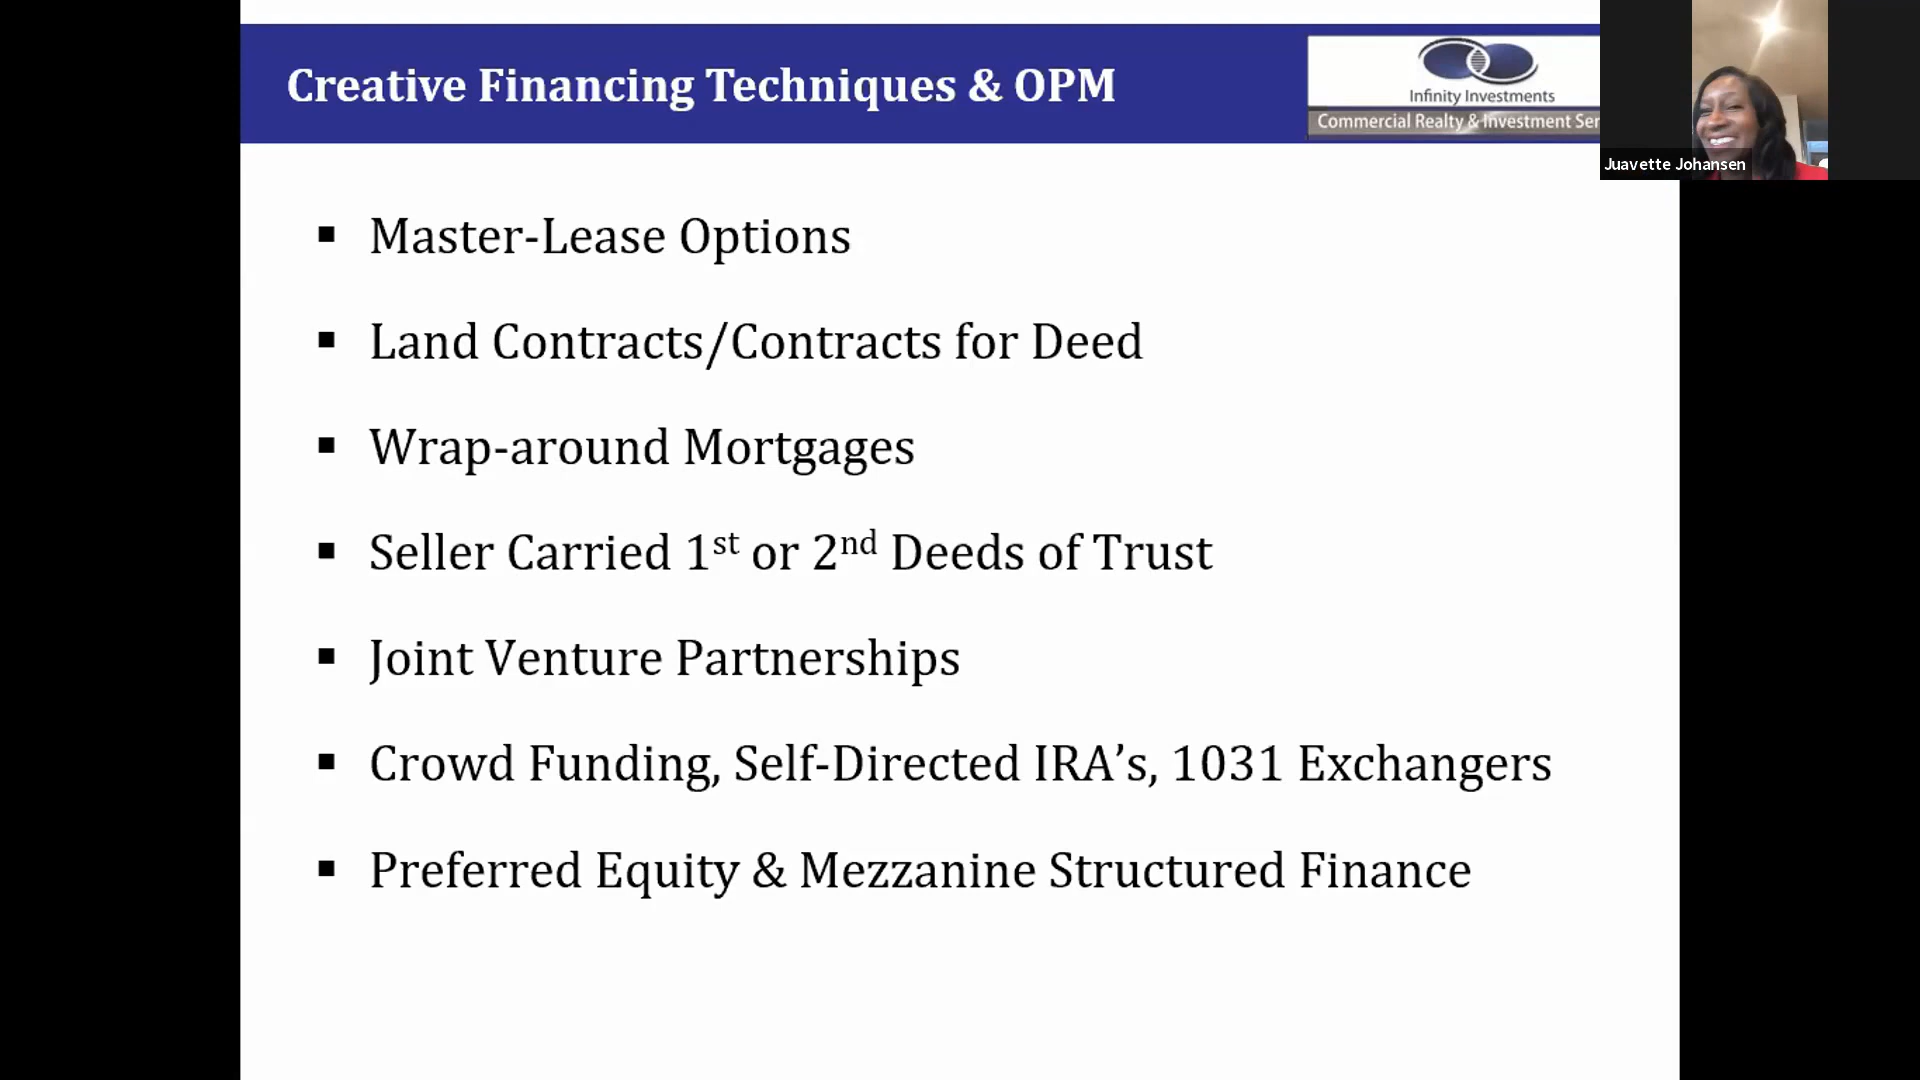 Creative Financing Techniques & OPM
Infinity Investments
Commercial Realty & Investment Ser
Juavette Johansen
▪ Master-Lease Options
▪ Land Contracts/Contracts for Deed
▪ Wrap-around Mortgages
▪ Seller Carried 1st or 2nd Deeds of Trust
▪ Joint Venture Partnerships
▪ Crowd Funding, Self-Directed IRA’s, 1031 Exchangers
▪ Preferred Equity & Mezzanine Structured Finance